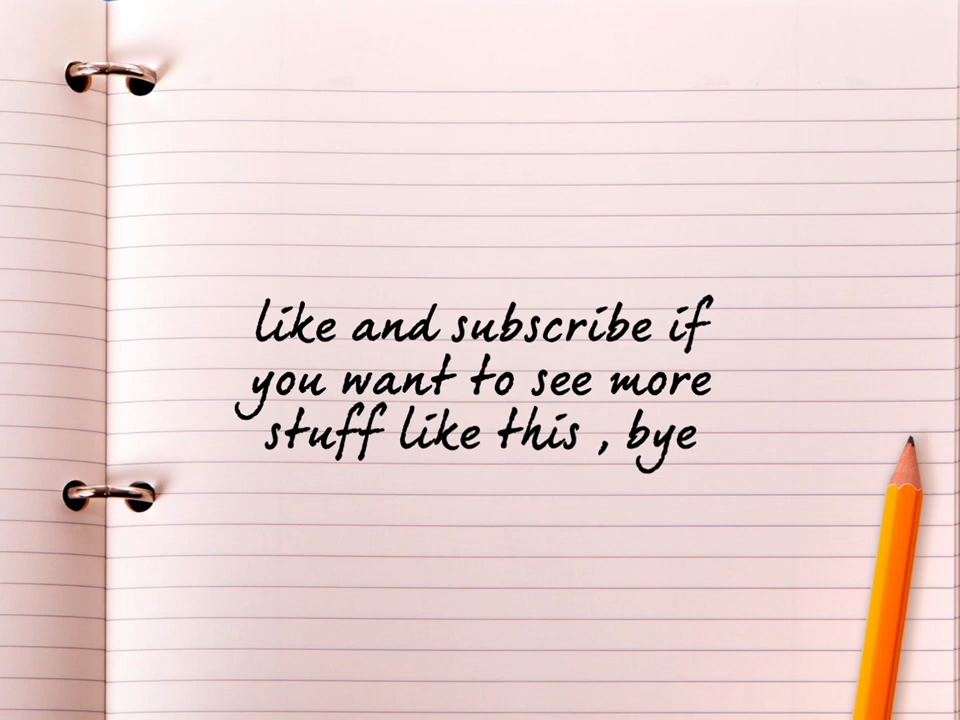 like and subscribe if
you want to see more
stuff like this , bye